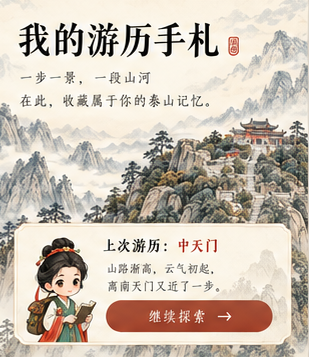 我的游历手札
一步一景，一段山河
在此，收藏属于你的泰山记忆。
上次游历：中天门
山路渐高，云气初起，
离南天门又近了一步。
继续探索 →